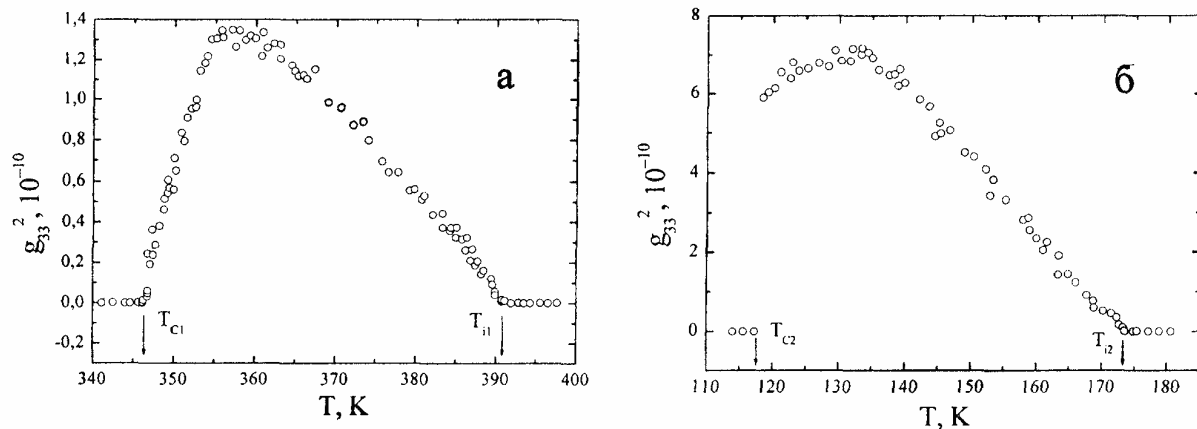 1,4
1,2
1,0
0,8
0,6
0,4
0,2
0,0
-0,2
g₃₃², 10⁻¹⁰
а
T_C1
T_i1
340 350 360 370 380 390 400
T, K
8
6
4
2
0
g₃₃², 10⁻¹⁰
б
T_C2
T_i2
110 120 130 140 150 160 170 180
T, K